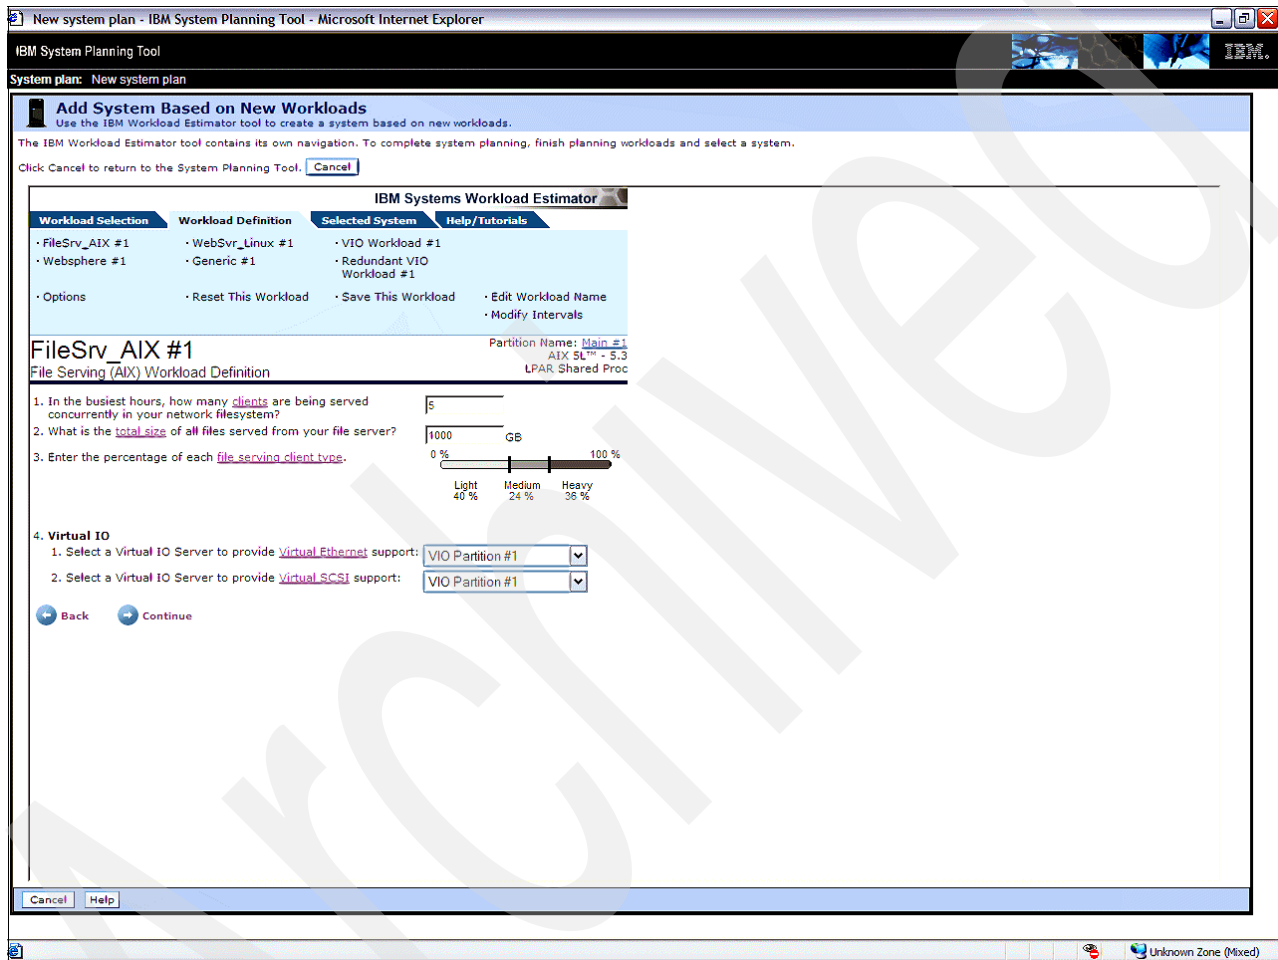 New system plan - IBM System Planning Tool - Microsoft Internet Explorer
IBM System Planning Tool
IBM.
System plan: New system plan
Add System Based on New Workloads
Use the IBM Workload Estimator tool to create a system based on new workloads.
The IBM Workload Estimator tool contains its own navigation. To complete system planning, finish planning workloads and select a system.
Click Cancel to return to the System Planning Tool. Cancel
IBM Systems Workload Estimator
Workload Selection Workload Definition Selected System Help/Tutorials
· FileSrv_AIX #1 · WebSvr_Linux #1 · VIO Workload #1
· Websphere #1 · Generic #1 · Redundant VIO
Workload #1
· Options · Reset This Workload · Save This Workload · Edit Workload Name
· Modify Intervals
FileSrv_AIX #1
File Serving (AIX) Workload Definition
Partition Name: Main #1
AIX 5L™ - 5.3
LPAR Shared Proc
1. In the busiest hours, how many clients are being served
concurrently in your network filesystem?
5
2. What is the total size of all files served from your file server?
1000 GB
3. Enter the percentage of each file serving client type.
0 % 100 %
Light Medium Heavy
40 % 24 % 36 %
4. Virtual IO
1. Select a Virtual IO Server to provide Virtual Ethernet support: VIO Partition #1
2. Select a Virtual IO Server to provide Virtual SCSI support: VIO Partition #1
Back Continue
Cancel Help
Unknown Zone (Mixed)
Archived